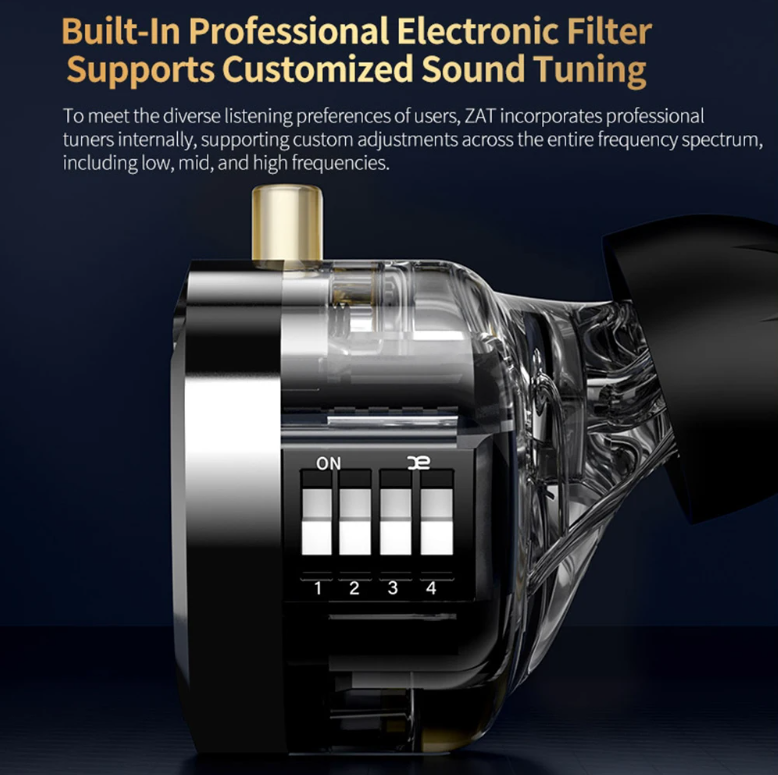 Built-In Professional Electronic Filter
Supports Customized Sound Tuning
To meet the diverse listening preferences of users, ZAT incorporates professional
tuners internally, supporting custom adjustments across the entire frequency spectrum,
including low, mid, and high frequencies.
ON
1 2 3 4